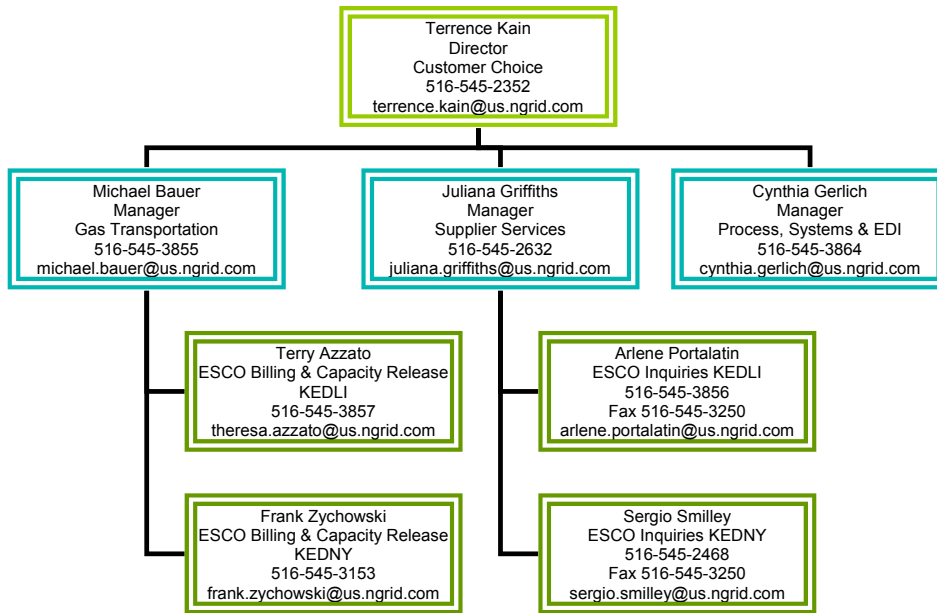 Terrence Kain
Director
Customer Choice
516-545-2352
terrence.kain@us.ngrid.com
Michael Bauer
Manager
Gas Transportation
516-545-3855
michael.bauer@us.ngrid.com
Juliana Griffiths
Manager
Supplier Services
516-545-2632
juliana.griffiths@us.ngrid.com
Cynthia Gerlich
Manager
Process, Systems & EDI
516-545-3864
cynthia.gerlich@us.ngrid.com
Terry Azzato
ESCO Billing & Capacity Release
KEDLI
516-545-3857
theresa.azzato@us.ngrid.com
Arlene Portalatin
ESCO Inquiries KEDLI
516-545-3856
Fax 516-545-3250
arlene.portalatin@us.ngrid.com
Frank Zychowski
ESCO Billing & Capacity Release
KEDNY
516-545-3153
frank.zychowski@us.ngrid.com
Sergio Smilley
ESCO Inquiries KEDNY
516-545-2468
Fax 516-545-3250
sergio.smilley@us.ngrid.com